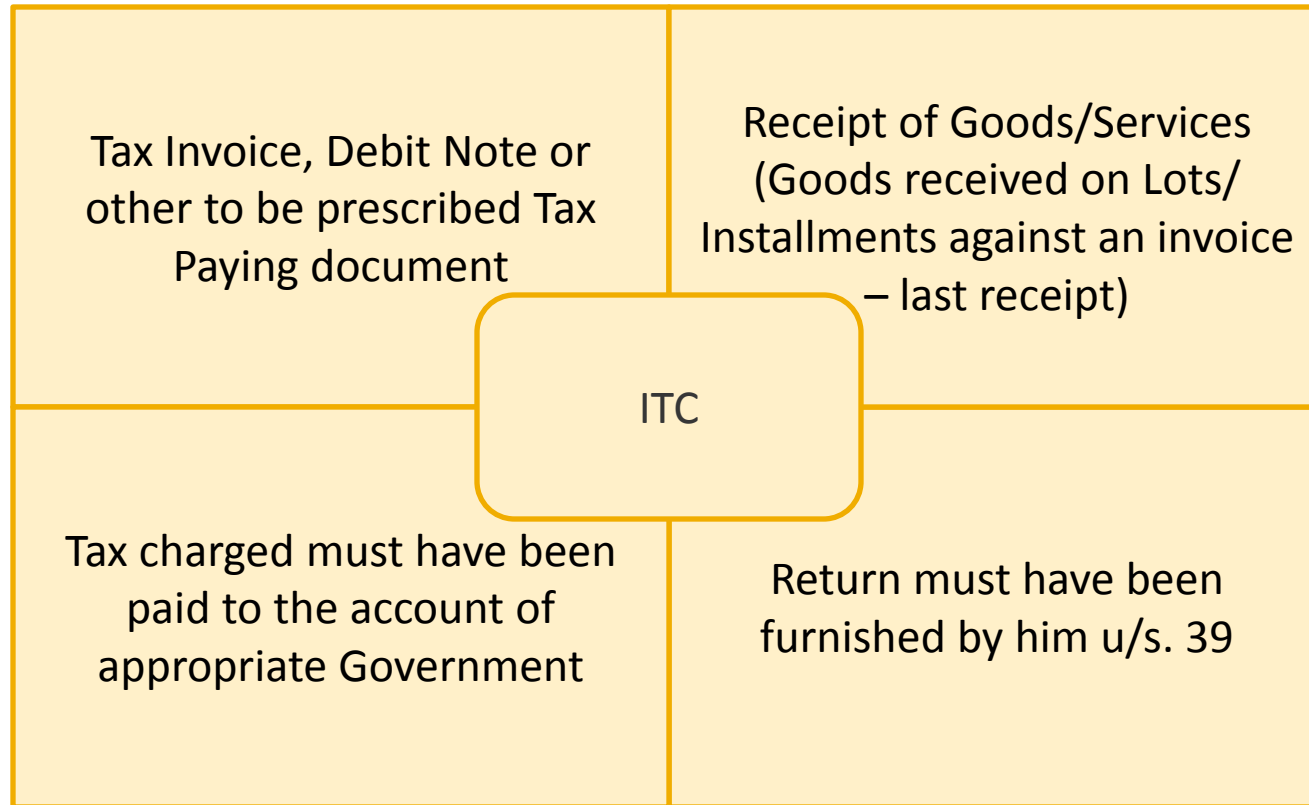 Tax Invoice, Debit Note or
other to be prescribed Tax
Paying document
Receipt of Goods/Services
(Goods received on Lots/
Installments against an invoice
– last receipt)
ITC
Tax charged must have been
paid to the account of
appropriate Government
Return must have been
furnished by him u/s. 39